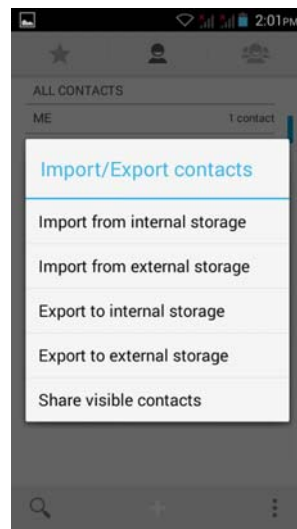 2:01PM
ALL CONTACTS
ME 1 contact
Import/Export contacts
Import from internal storage
Import from external storage
Export to internal storage
Export to external storage
Share visible contacts